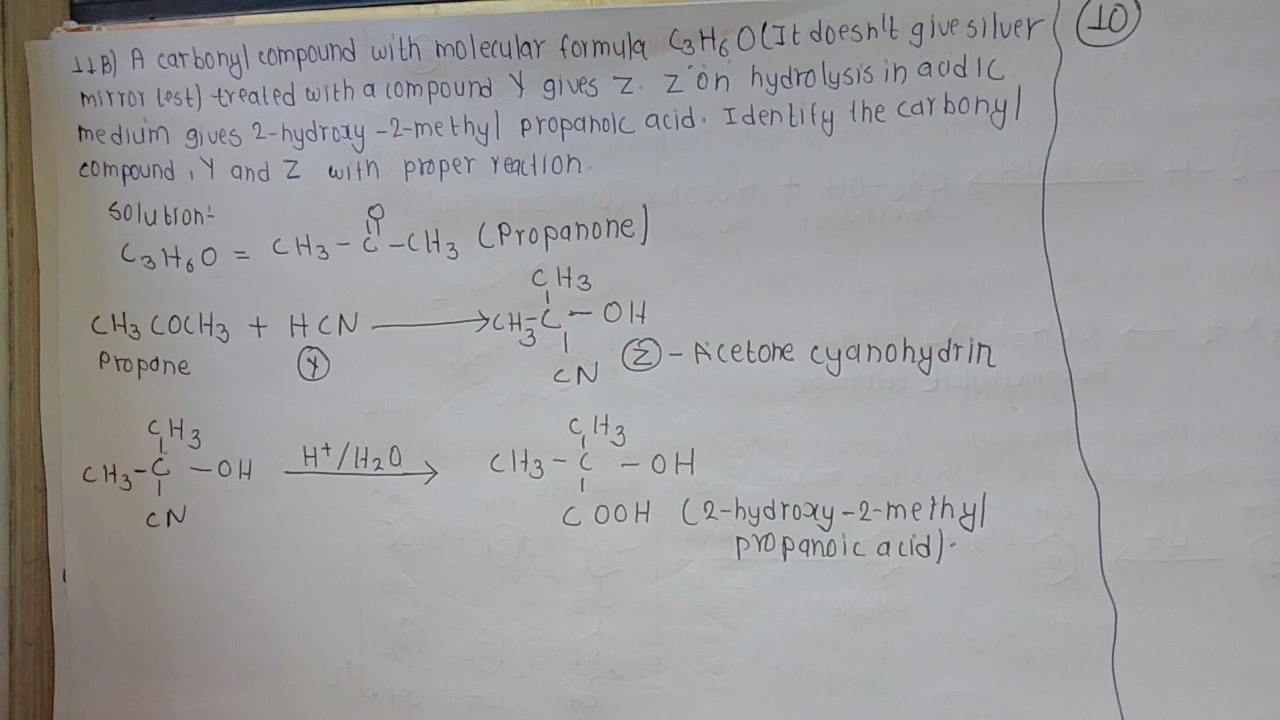 11B) A carbonyl compound with molecular formula C3H6O (It doesn't give silver
mirror test) treated with a compound Y gives Z. Z on hydrolysis in acidic
medium gives 2-hydroxy-2-methyl propanoic acid. Identify the carbonyl
compound, Y and Z with proper reaction.
10
Solution:-
O
C3H6O = CH3-C-CH3 (Propanone)
CH3
CH3COCH3 + HCN → CH3-C-OH
Propane Y
CN Z - Acetone cyanohydrin
CH3 CH3
CH3-C-OH H+/H2O → CH3-C-OH
CN COOH (2-hydroxy-2-methyl
propanoic acid).